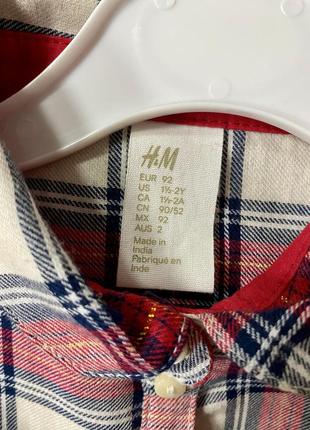 H&M
EUR 92
US 1½-2Y
CA 1½-2A
CN 90/52
MX 92
AUS 2
Made in
India
Fabriqué en
Inde